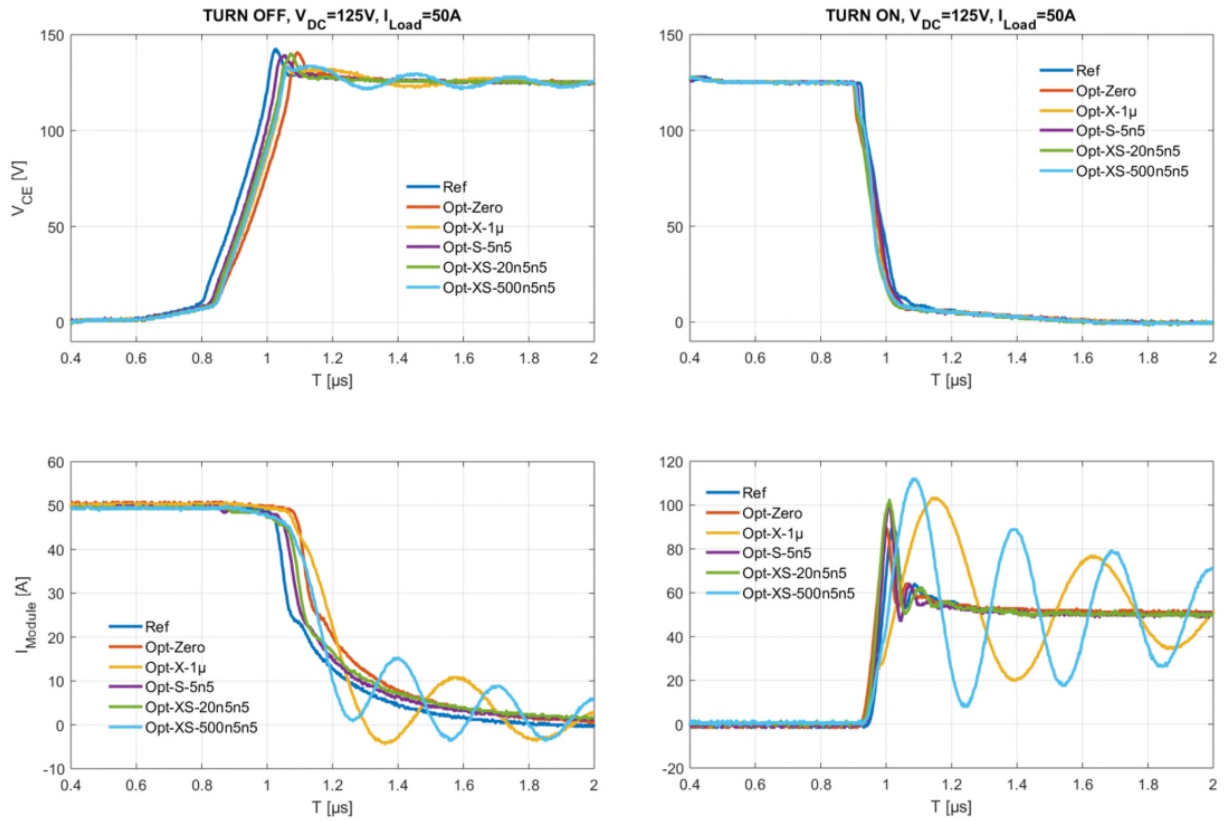 TURN OFF, V_DC=125V, I_Load=50A
150
100
50
0
V_CE [V]
0.4 0.6 0.8 1 1.2 1.4 1.6 1.8 2
T [µs]
Ref
Opt-Zero
Opt-X-1µ
Opt-S-5n5
Opt-XS-20n5n5
Opt-XS-500n5n5
TURN ON, V_DC=125V, I_Load=50A
150
100
50
0
0.4 0.6 0.8 1 1.2 1.4 1.6 1.8 2
T [µs]
Ref
Opt-Zero
Opt-X-1µ
Opt-S-5n5
Opt-XS-20n5n5
Opt-XS-500n5n5
60
50
40
30
20
10
0
-10
I_Module [A]
0.4 0.6 0.8 1 1.2 1.4 1.6 1.8 2
T [µs]
Ref
Opt-Zero
Opt-X-1µ
Opt-S-5n5
Opt-XS-20n5n5
Opt-XS-500n5n5
120
100
80
60
40
20
0
-20
0.4 0.6 0.8 1 1.2 1.4 1.6 1.8 2
T [µs]
Ref
Opt-Zero
Opt-X-1µ
Opt-S-5n5
Opt-XS-20n5n5
Opt-XS-500n5n5